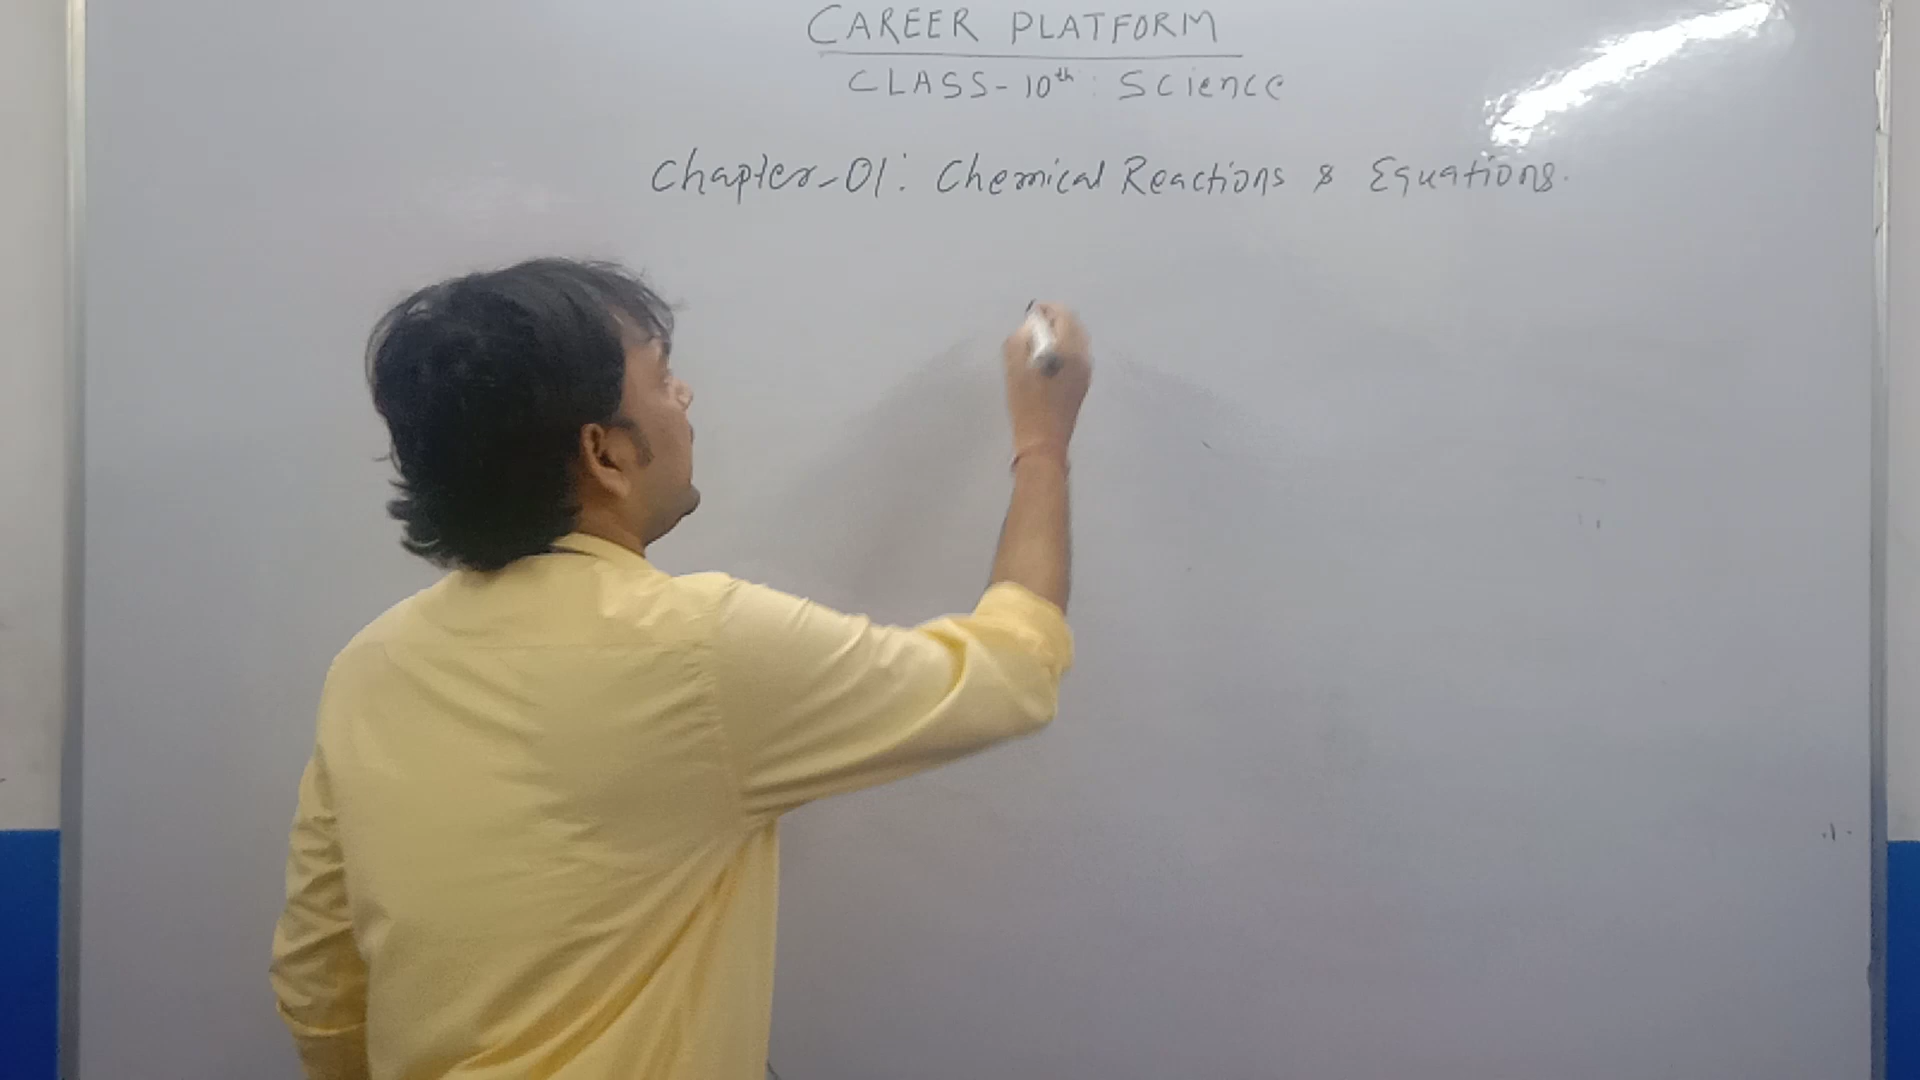 CAREER PLATFORM
CLASS-10th: Science
Chapter-01: Chemical Reactions & Equations.